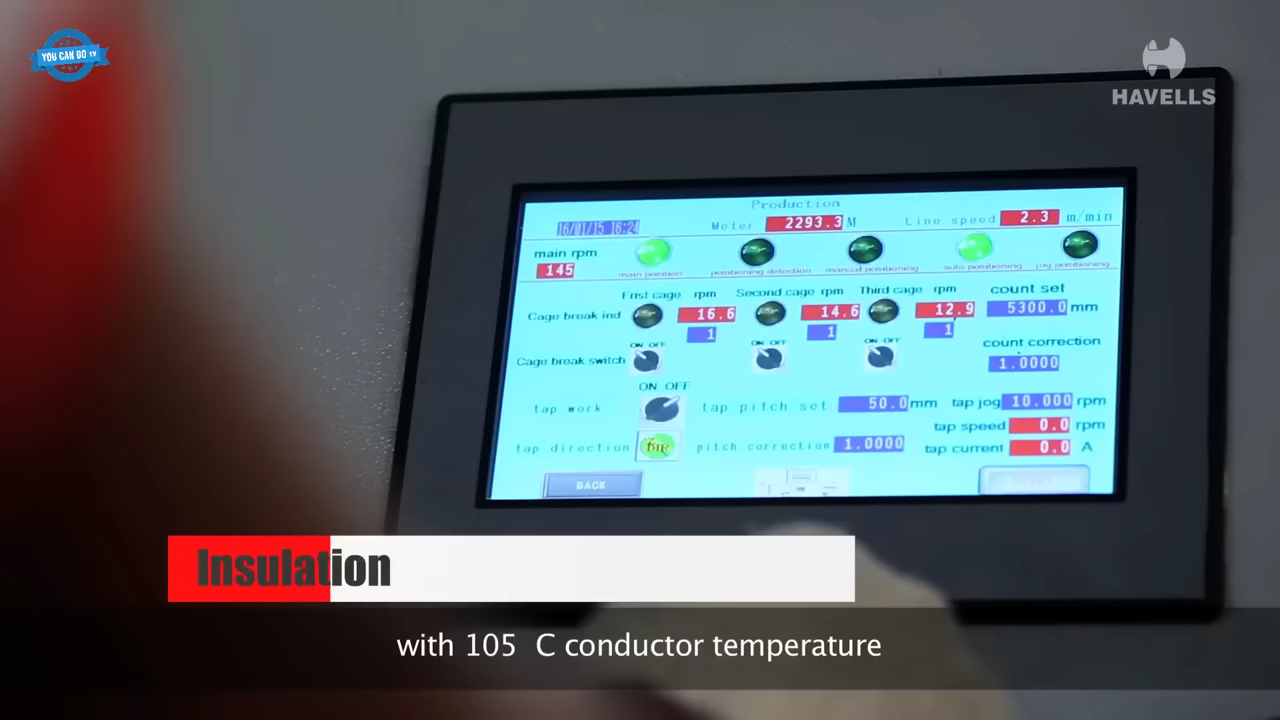 YOU CAN DO TV
HAVELLS
Production
16/01/15 16:24
Meter 2293.3 M
Line speed 2.3 m/min
main rpm
145
main position
positioning detection
manual positioning
auto positioning
jog positioning
Frist cage rpm
Second cage rpm
Third cage rpm
count set
Cage break ind
16.6
14.6
12.9
5300.0 mm
1
1
1
ON OFF
ON OFF
ON OFF
count correction
Cage break switch
1.0000
ON OFF
tap work
tap pitch set 50.0 mm
tap jog 10.000 rpm
tap speed 0.0 rpm
tap direction
DIR
pitch correction 1.0000
tap current 0.0 A
BACK
Insulation
with 105 C conductor temperature